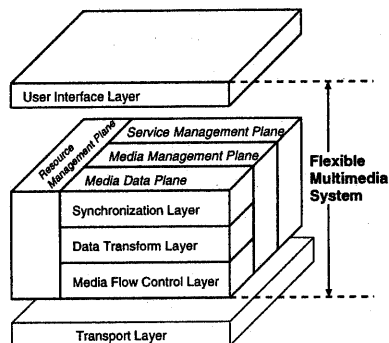 User Interface Layer
Resource
Management Plane
Service Management Plane
Media Management Plane
Media Data Plane
Synchronization Layer
Data Transform Layer
Media Flow Control Layer
Transport Layer
Flexible
Multimedia
System